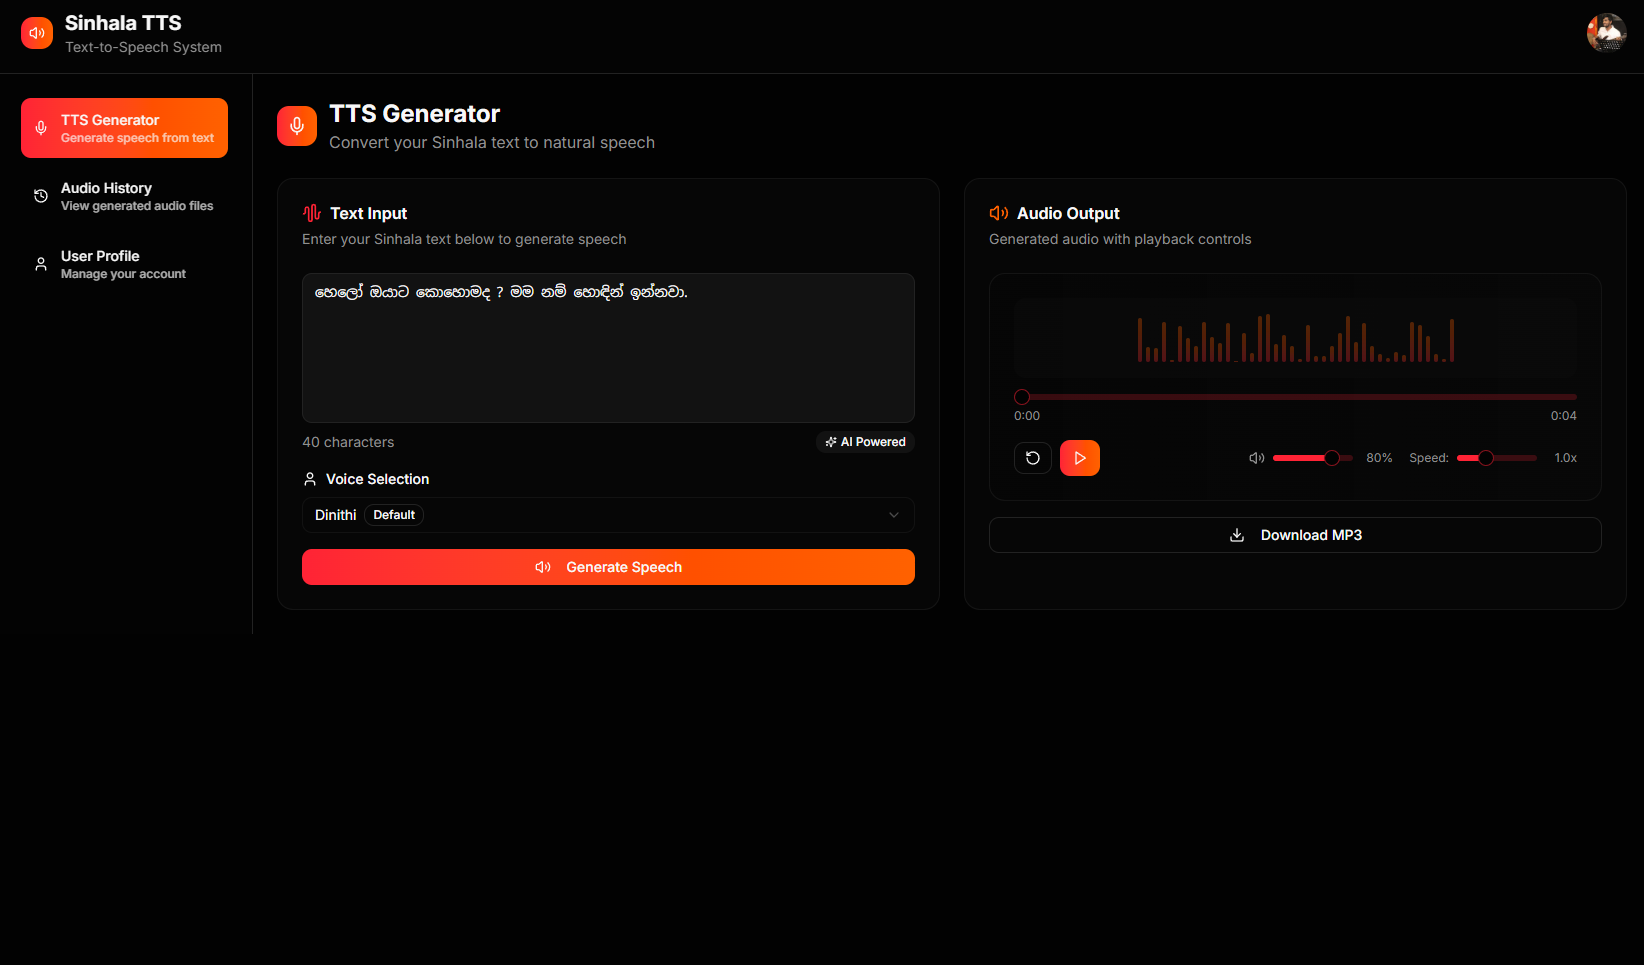 Sinhala TTS
Text-to-Speech System
TTS Generator
Generate speech from text
Audio History
View generated audio files
User Profile
Manage your account
TTS Generator
Convert your Sinhala text to natural speech
Text Input
Enter your Sinhala text below to generate speech
හෙලෝ ඔයාට කොහොමද ? මම නම් හොඳින් ඉන්නවා.
40 characters
AI Powered
Voice Selection
Dinithi Default
Generate Speech
Audio Output
Generated audio with playback controls
0:00 0:04
80% Speed: 1.0x
Download MP3